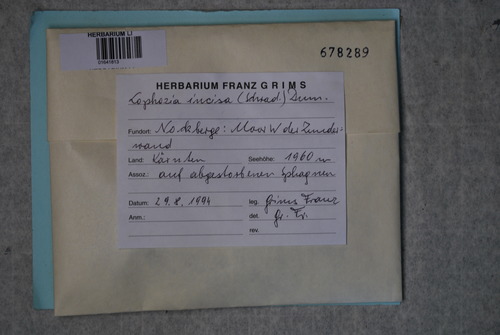 HERBARIUM LI
678289
HERBARIUM FRANZ GRIMS
Lophozia incisa (Schrad.) Dum.
Fundort: Nockberge: Moor W der Zunder-
wand
Land: Kärnten Seehöhe: 1960 m
Assoz.: auf abgestorbenen Sphagnen
Datum: 29.8.1994 leg. Grims Franz
Anm.: det. Gr. Fr.
rev.